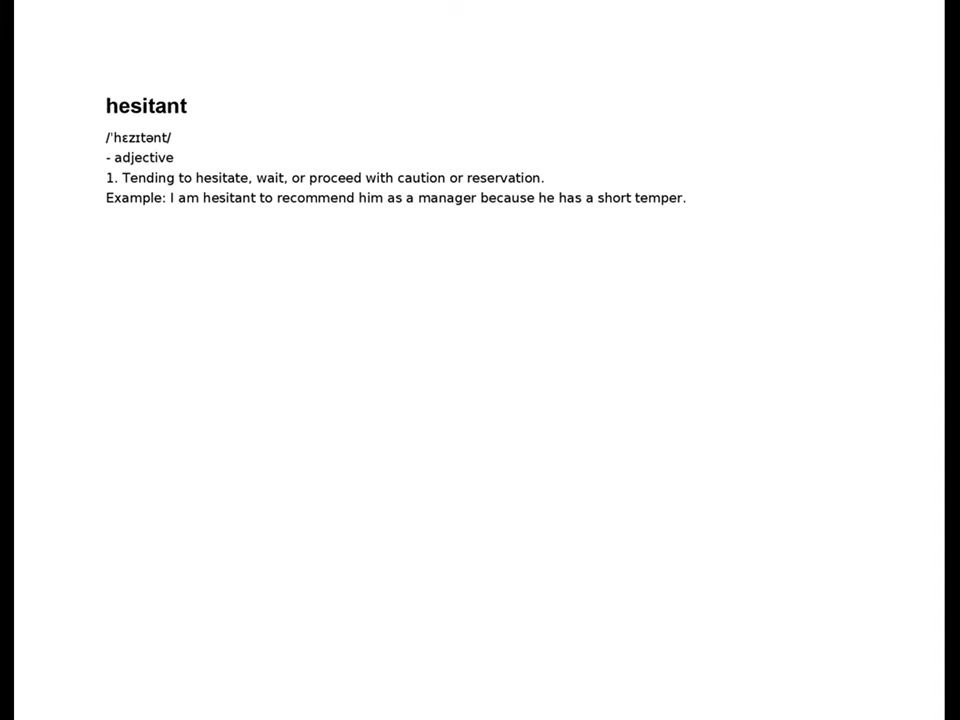 hesitant
/ˈhɛzɪtənt/
- adjective
1. Tending to hesitate, wait, or proceed with caution or reservation.
Example: I am hesitant to recommend him as a manager because he has a short temper.